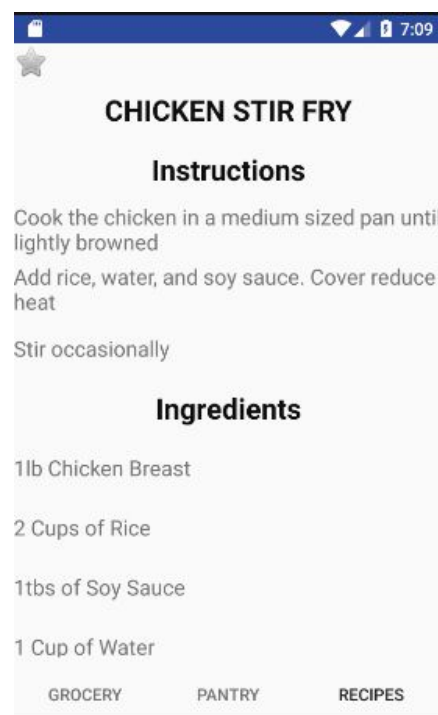 7:09
CHICKEN STIR FRY
Instructions
Cook the chicken in a medium sized pan unti
lightly browned
Add rice, water, and soy sauce. Cover reduce
heat
Stir occasionally
Ingredients
1lb Chicken Breast
2 Cups of Rice
1tbs of Soy Sauce
1 Cup of Water
GROCERY PANTRY RECIPES